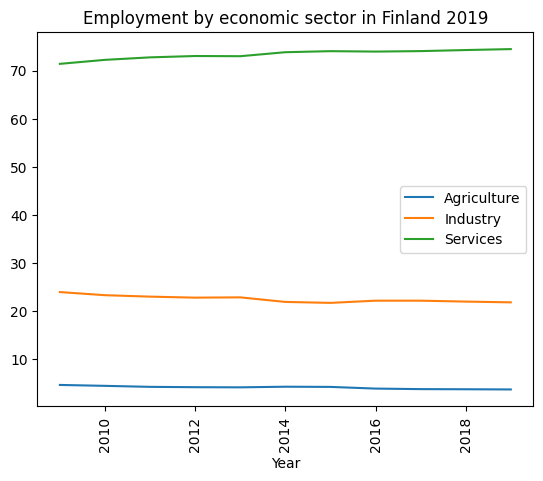 Employment by economic sector in Finland 2019
70
60
50
40
30
20
10
Agriculture
Industry
Services
2010
2012
2014
2016
2018
Year